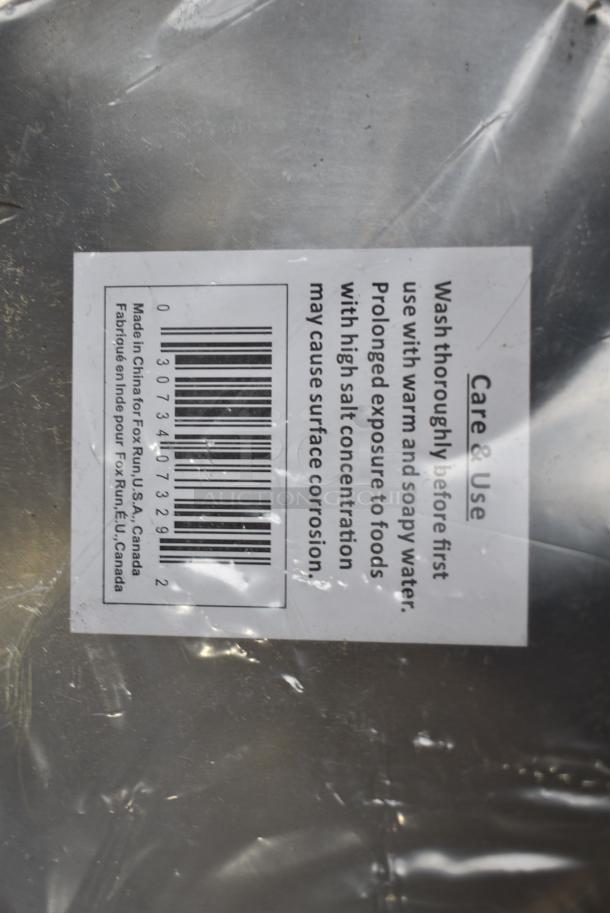 Care & Use
Wash thoroughly before first
use with warm and soapy water.
Prolonged exposure to foods
with high salt concentration
may cause surface corrosion.
0 30734 07329 2
Made in China for Fox Run, U.S.A., Canada
Fabriqué en Inde pour Fox Run, É.U., Canada
AUCTION GROUP